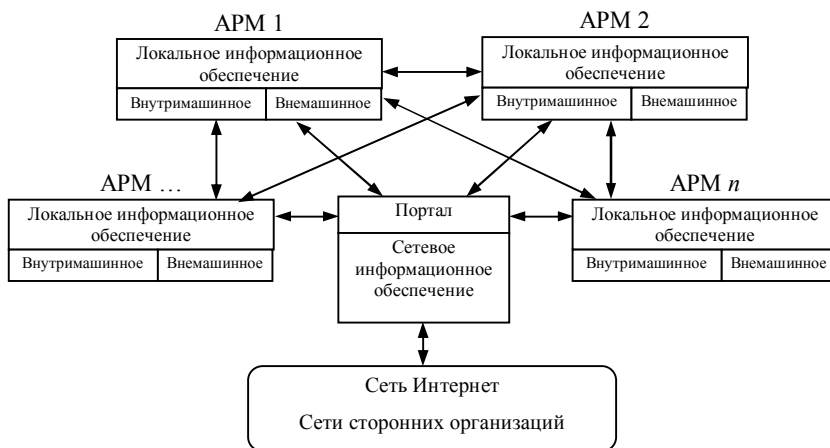 АРМ 1
АРМ 2
Локальное информационное
обеспечение
Внутримашинное
Внемашинное
Локальное информационное
обеспечение
Внутримашинное
Внемашинное
АРМ …
АРМ n
Локальное информационное
обеспечение
Внутримашинное
Внемашинное
Портал
Сетевое
информационное
обеспечение
Локальное информационное
обеспечение
Внутримашинное
Внемашинное
Сеть Интернет
Сети сторонних организаций